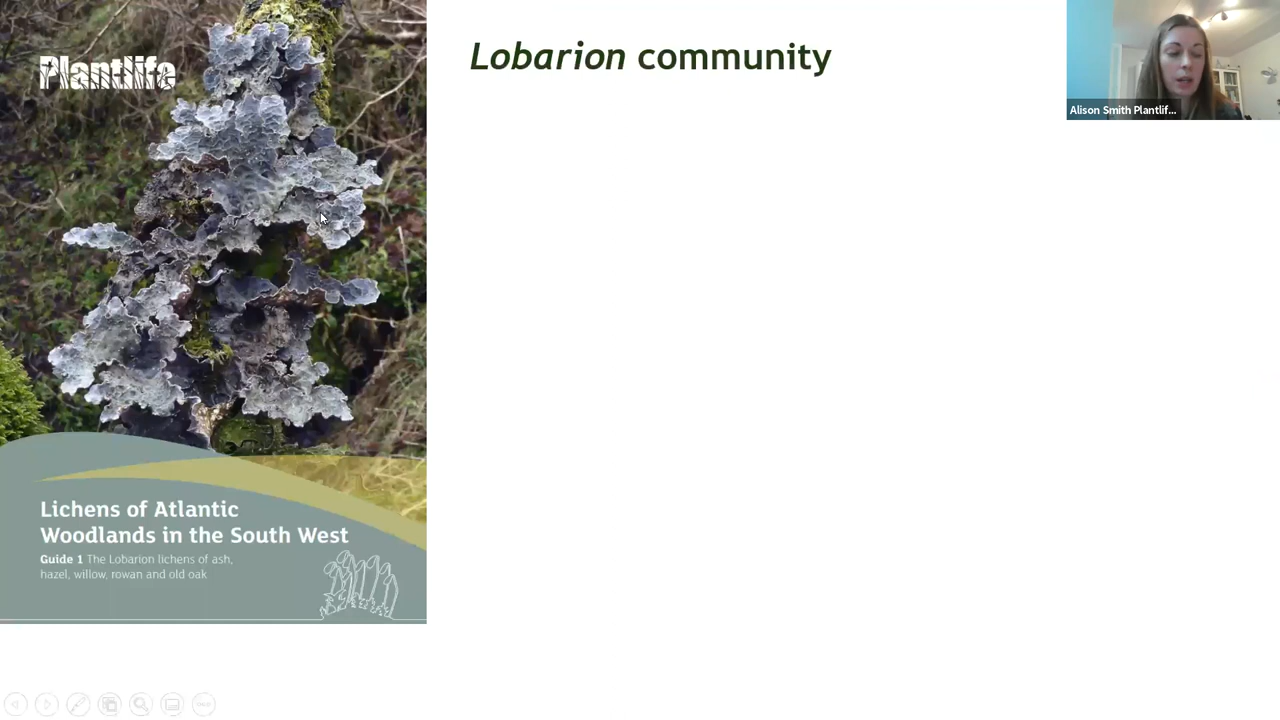 Plantlife
Lobarion community
Alison Smith Plantlif...
Lichens of Atlantic
Woodlands in the South West
Guide 1 The Lobarion lichens of ash,
hazel, willow, rowan and old oak